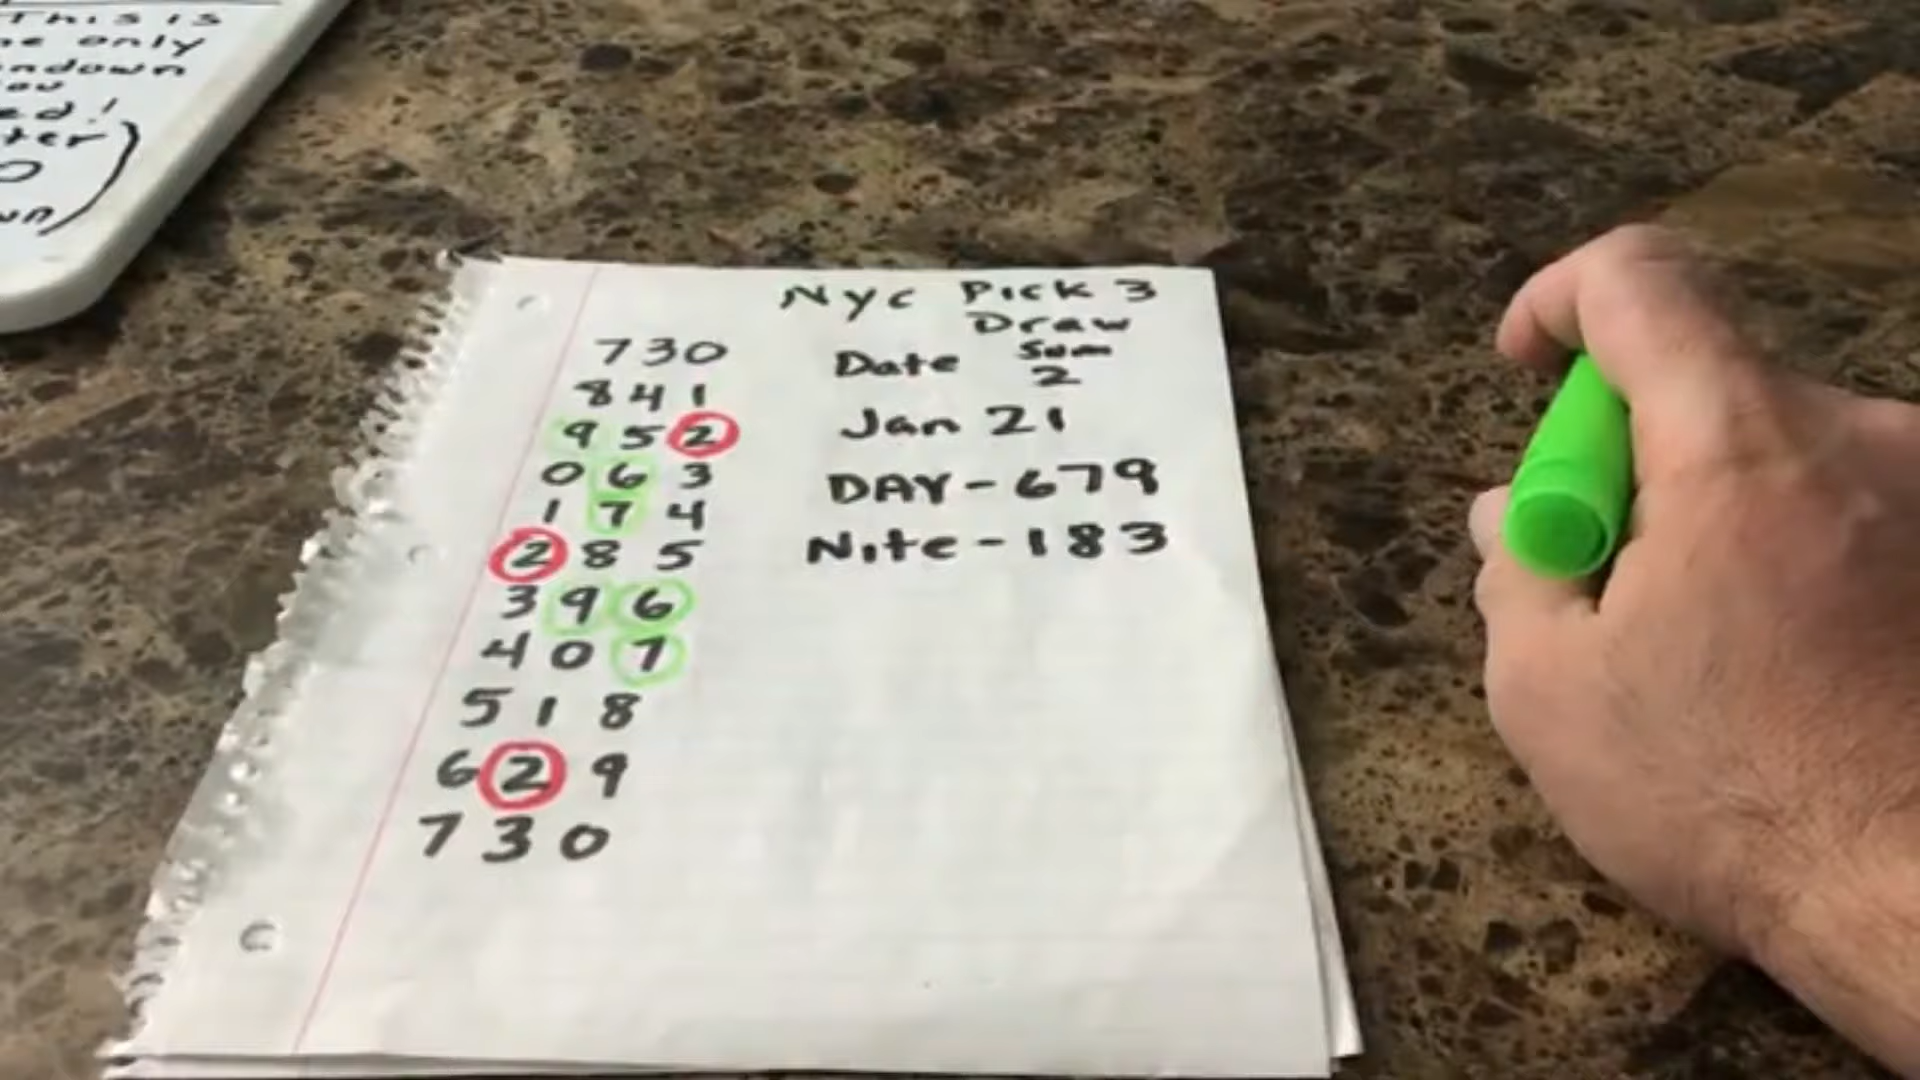 This is
only
ed!
730
841
952
063
174
285
396
407
518
629
730
Nyc Pick 3
Draw
Date Sum
2
Jan 21
DAY - 679
Nite - 183